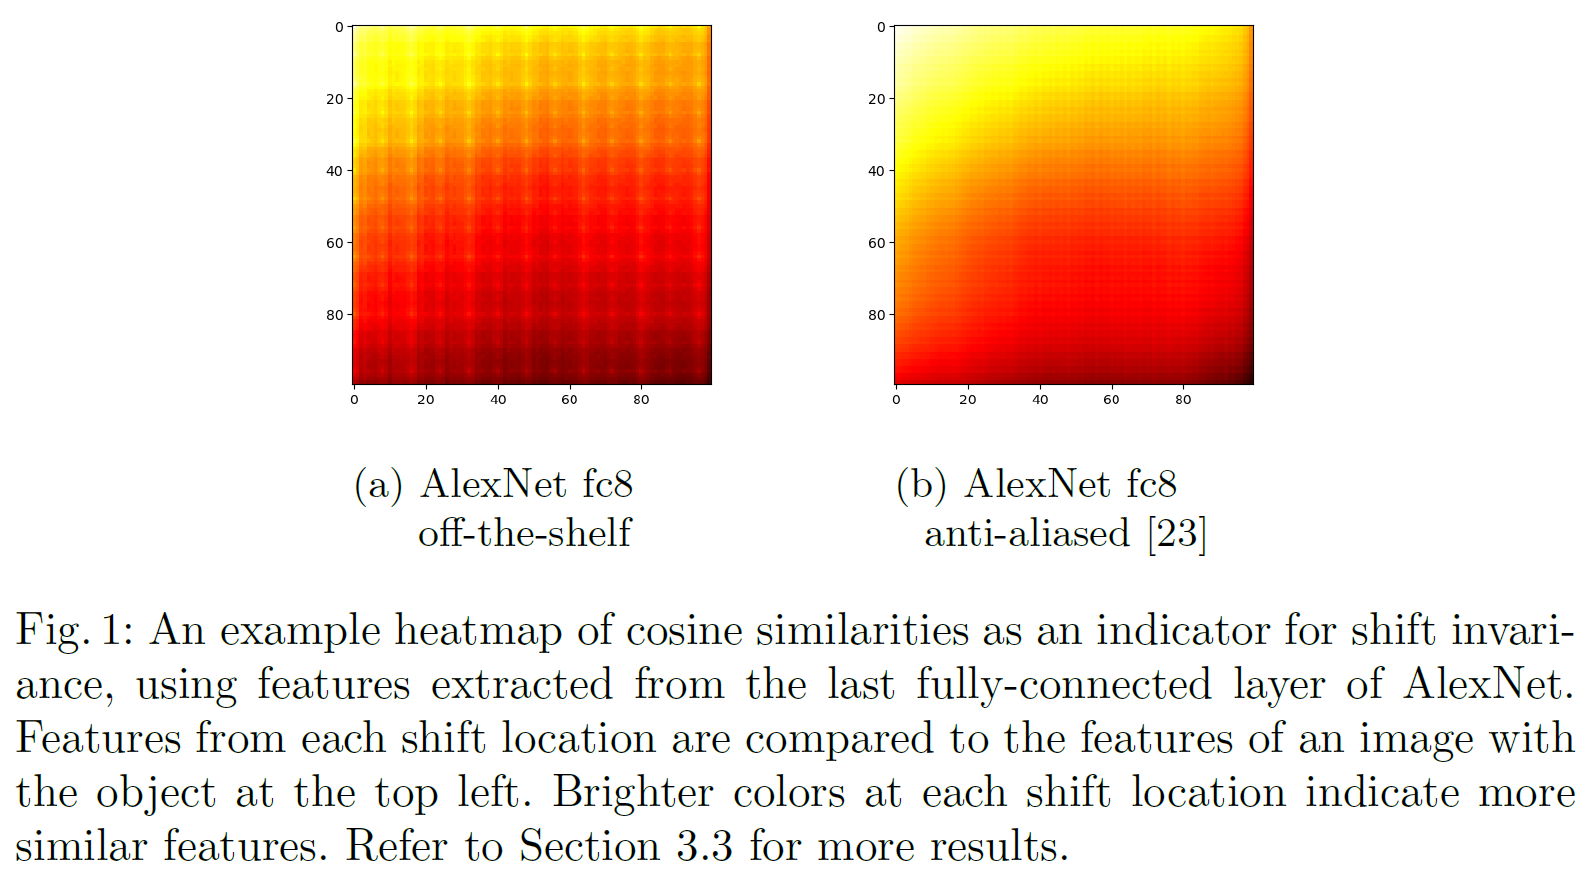 0
20
40
60
80
0 20 40 60 80
0
20
40
60
80
0 20 40 60 80
(a) AlexNet fc8
off-the-shelf
(b) AlexNet fc8
anti-aliased [23]
Fig. 1: An example heatmap of cosine similarities as an indicator for shift invari-
ance, using features extracted from the last fully-connected layer of AlexNet.
Features from each shift location are compared to the features of an image with
the object at the top left. Brighter colors at each shift location indicate more
similar features. Refer to Section 3.3 for more results.